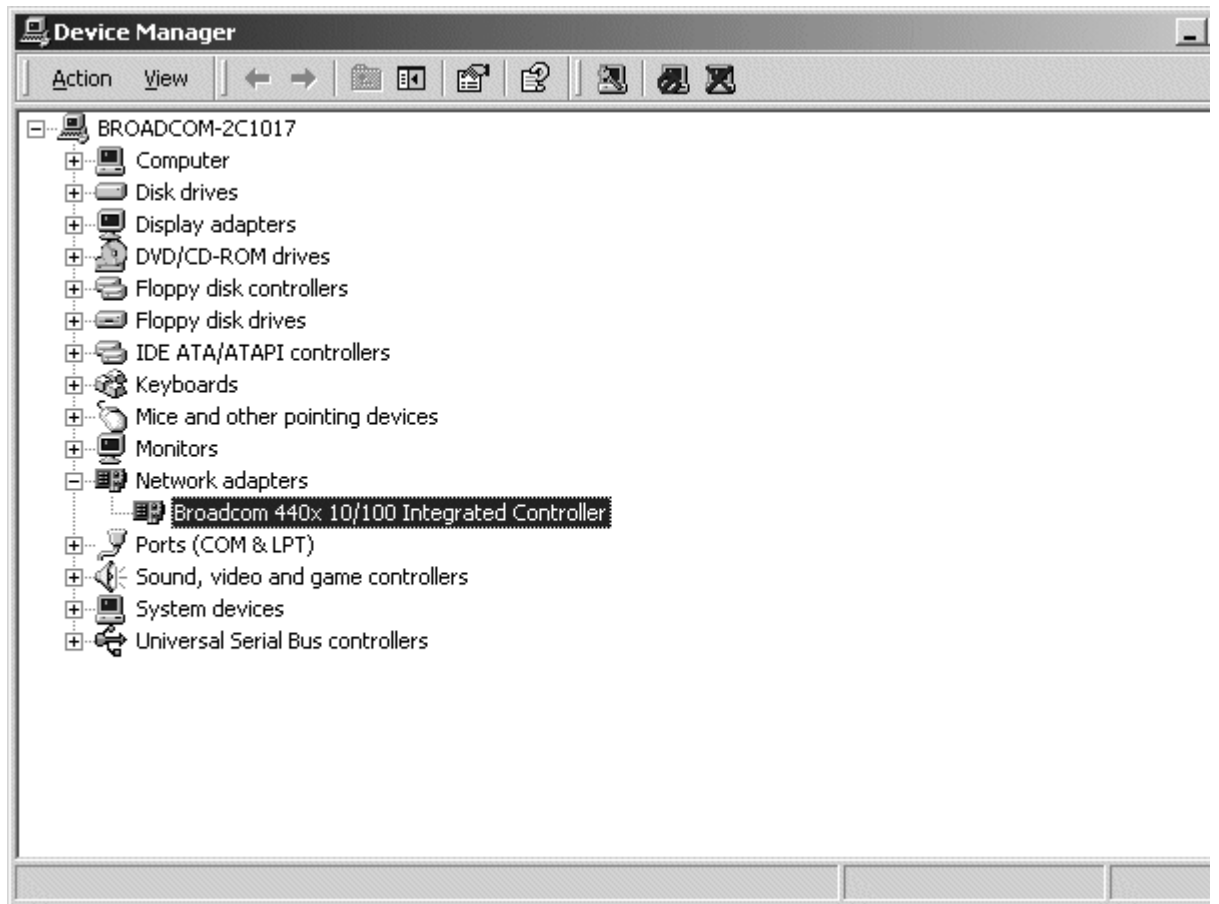 Device Manager
Action View
BROADCOM-2C1017
Computer
Disk drives
Display adapters
DVD/CD-ROM drives
Floppy disk controllers
Floppy disk drives
IDE ATA/ATAPI controllers
Keyboards
Mice and other pointing devices
Monitors
Network adapters
Broadcom 440x 10/100 Integrated Controller
Ports (COM & LPT)
Sound, video and game controllers
System devices
Universal Serial Bus controllers